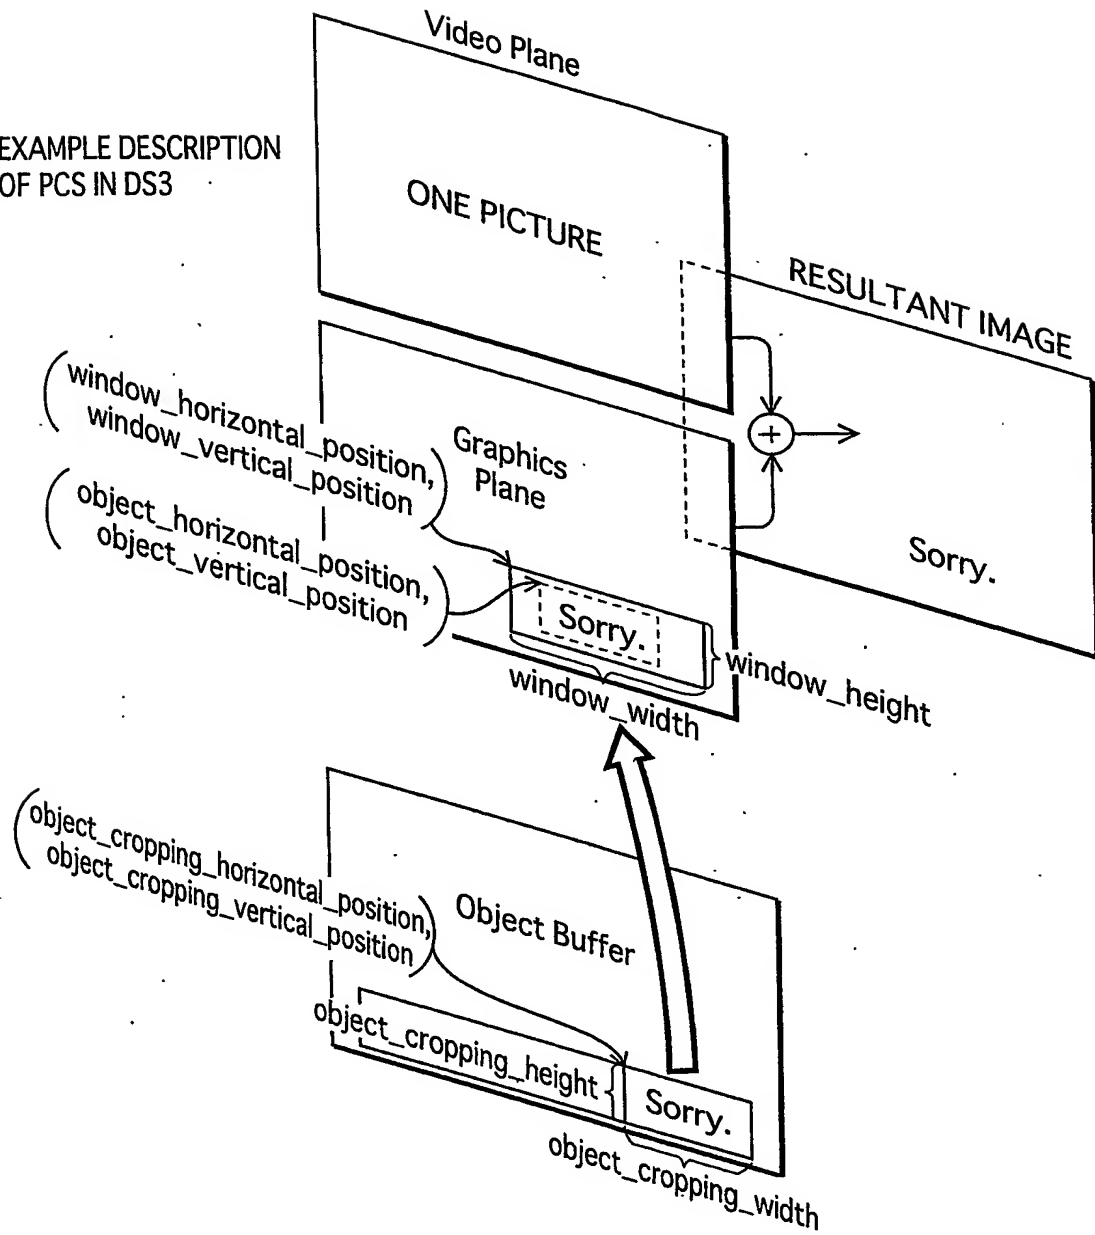 Video Plane
EXAMPLE DESCRIPTION
OF PCS IN DS3
ONE PICTURE
RESULTANT IMAGE
(window_horizontal_position,
window_vertical_position)
Graphics
Plane
(object_horizontal_position,
object_vertical_position)
+
Sorry.
Sorry.
window_height
window_width
(object_cropping_horizontal_position,
object_cropping_vertical_position)
Object Buffer
object_cropping_height
Sorry.
object_cropping_width